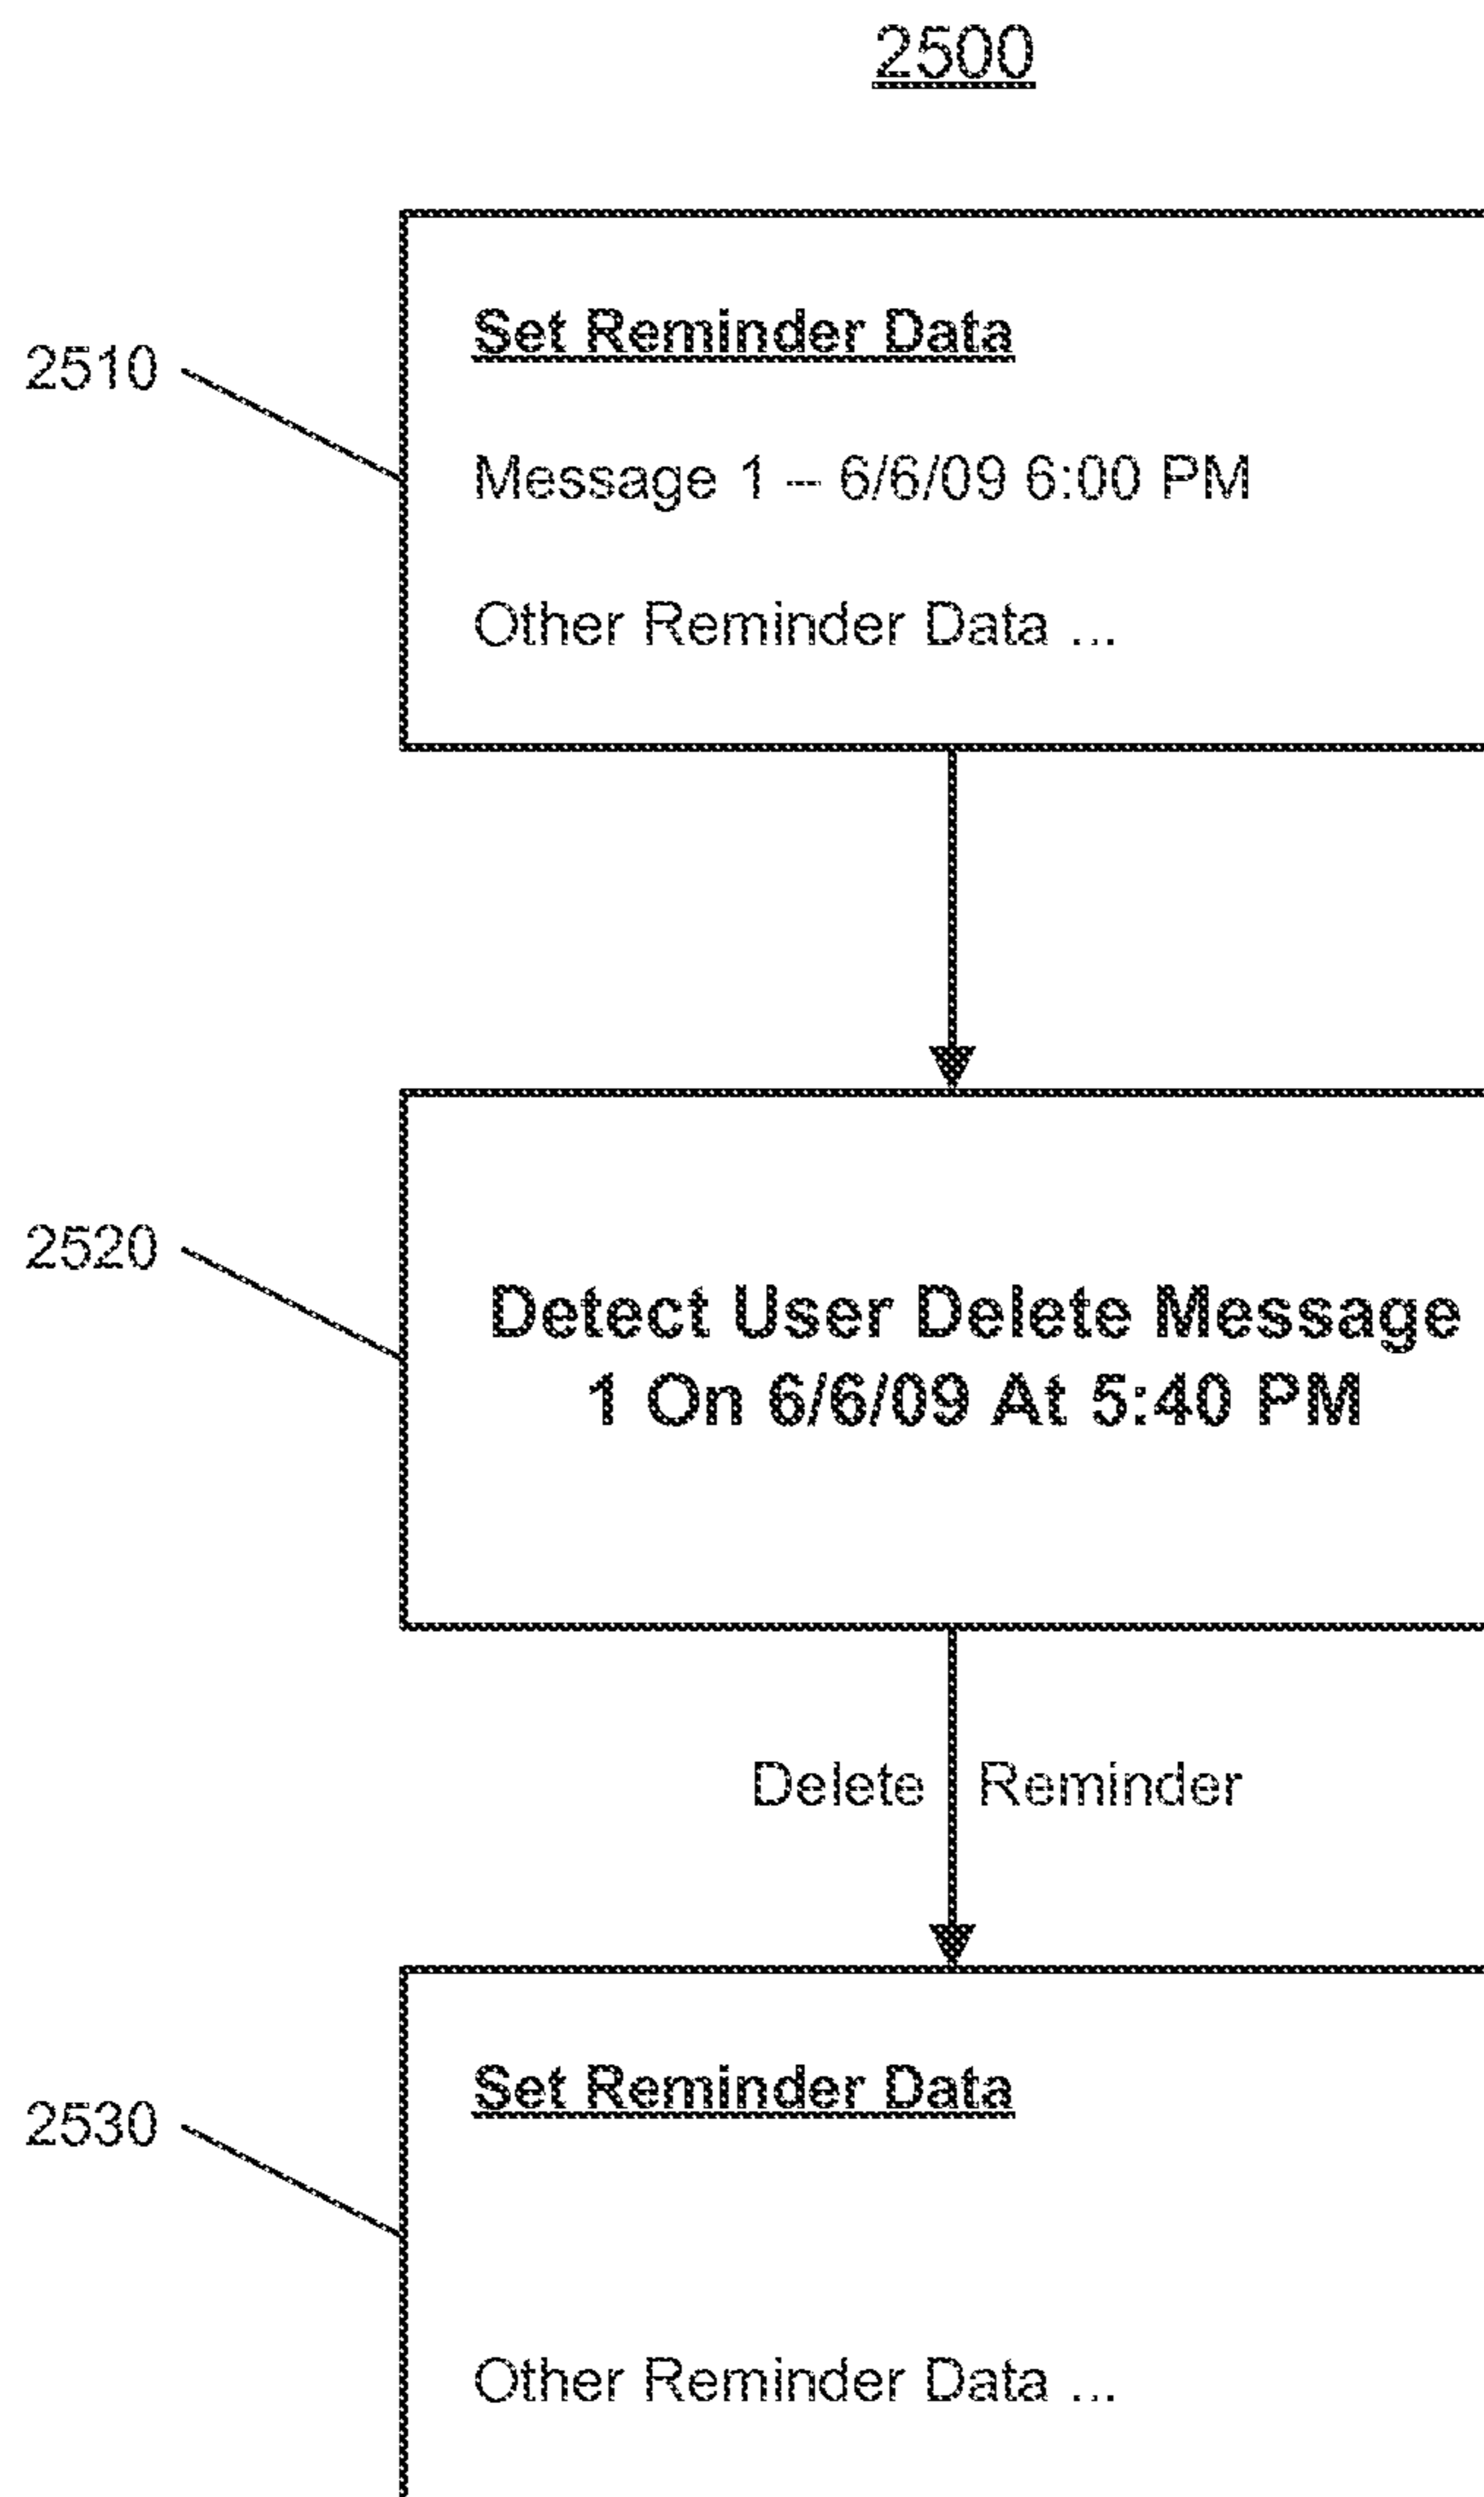 2500
Set Reminder Data
2510
Message 1 -- 6/6/09 6:00 PM
Other Reminder Data ...
2520
Detect User Delete Message
1 On 6/6/09 At 5:40 PM
Delete Reminder
Set Reminder Data
2530
Other Reminder Data ...